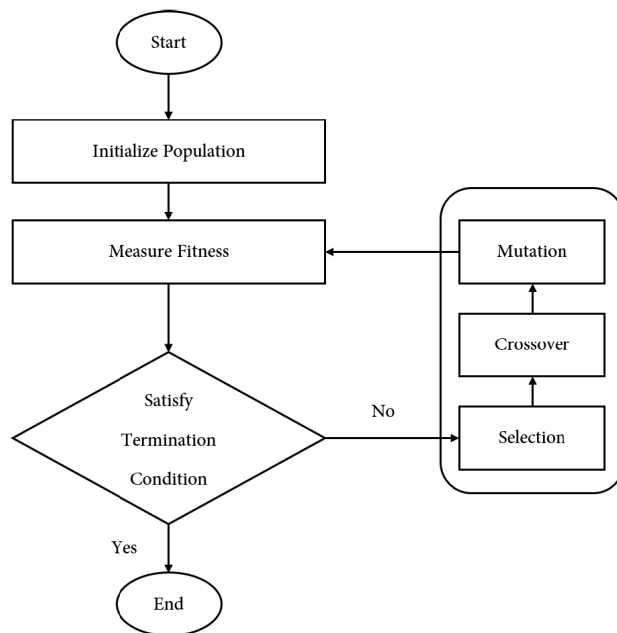 Start
Initialize Population
Measure Fitness
Satisfy
Termination
Condition
Yes
End
No
Mutation
Crossover
Selection